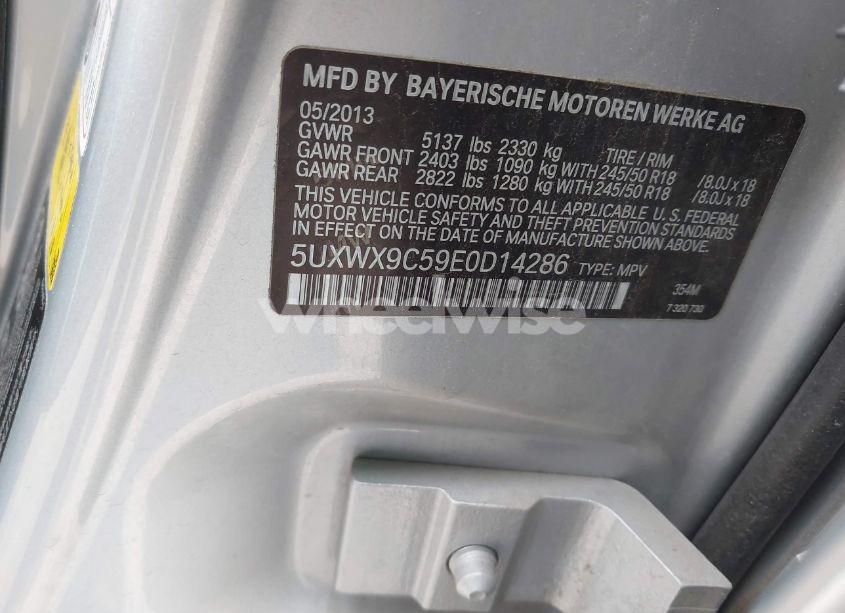 MFD BY BAYERISCHE MOTOREN WERKE AG
05/2013
GVWR 5137 lbs 2330 kg TIRE / RIM
GAWR FRONT 2403 lbs 1090 kg WITH 245/50 R18 /8.0J x 18
GAWR REAR 2822 lbs 1280 kg WITH 245/50 R18 /8.0J x 18
THIS VEHICLE CONFORMS TO ALL APPLICABLE U. S. FEDERAL
MOTOR VEHICLE SAFETY AND THEFT PREVENTION STANDARDS
IN EFFECT ON THE DATE OF MANUFACTURE SHOWN ABOVE.
5UXWX9C59E0D14286 TYPE: MPV
354M
7 320 730
wheelwise